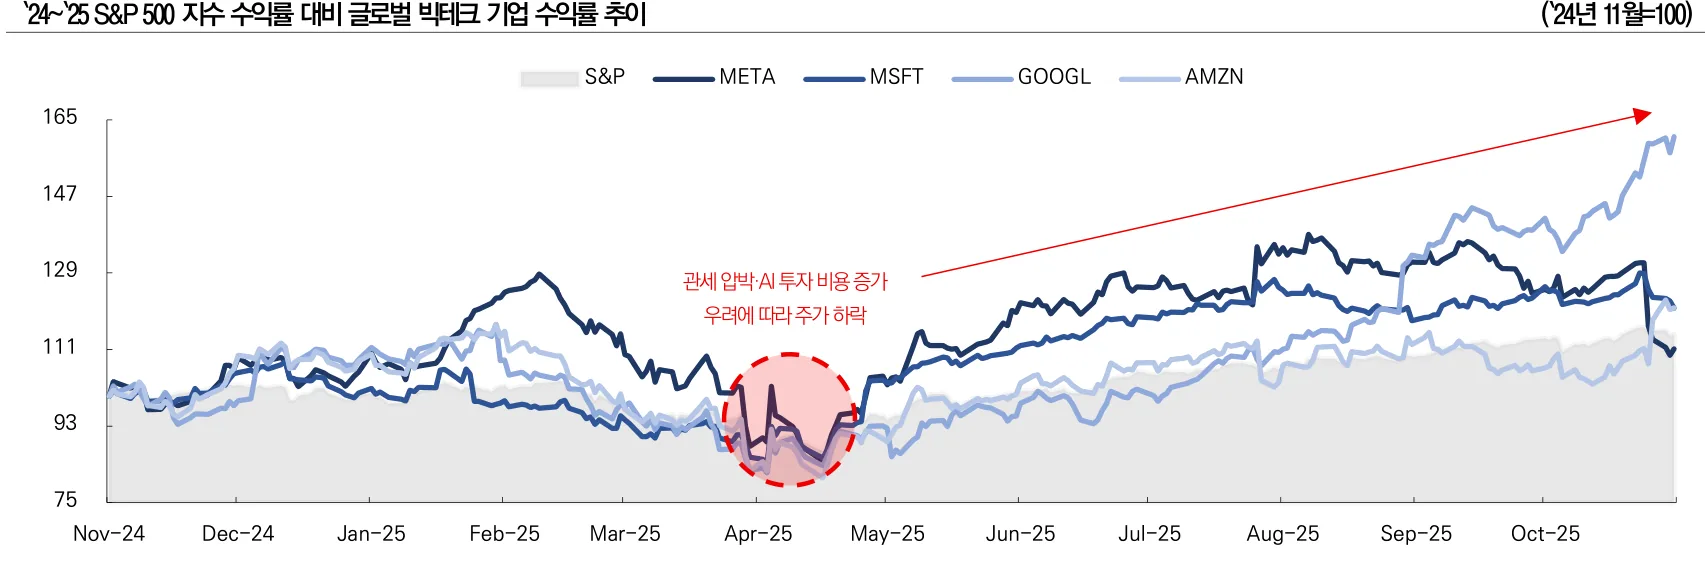 ‘24~‘25 S&P 500 지수 수익률 대비 글로벌 빅테크 기업 수익률 추이
(‘24년 11월=100)
S&P META MSFT GOOGL AMZN
165
147
129
111
93
75
관세 압박·AI 투자 비용 증가
우려에 따라 주가 하락
Nov-24 Dec-24 Jan-25 Feb-25 Mar-25 Apr-25 May-25 Jun-25 Jul-25 Aug-25 Sep-25 Oct-25